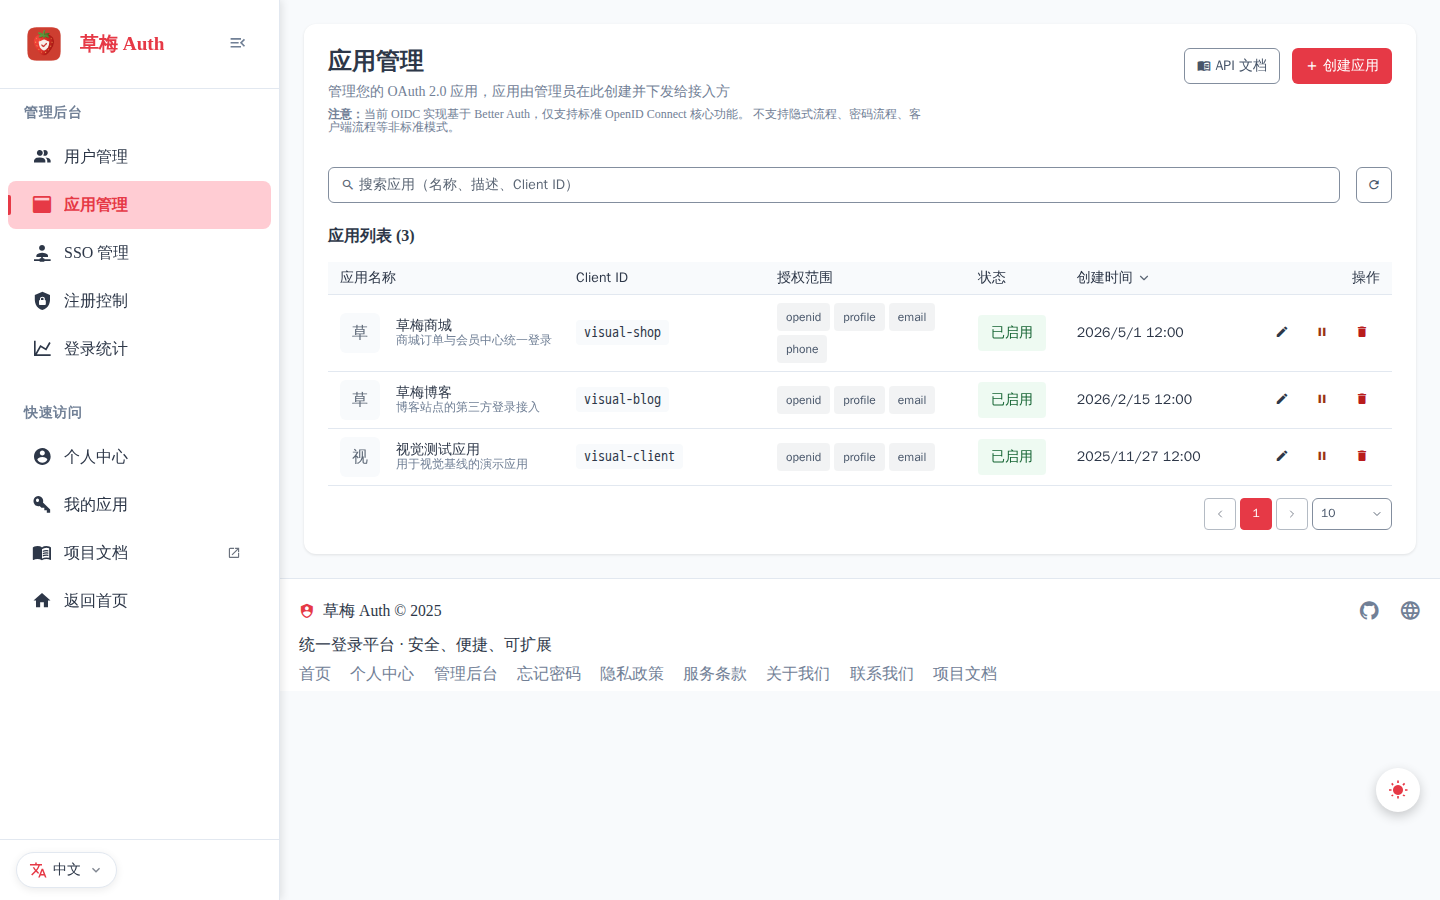 草梅 Auth
管理后台
用户管理
应用管理
SSO 管理
注册控制
登录统计
快速访问
个人中心
我的应用
项目文档
返回首页
中文
应用管理
管理您的 OAuth 2.0 应用，应用由管理员在此创建并下发给接入方
注意：当前 OIDC 实现基于 Better Auth，仅支持标准 OpenID Connect 核心功能。 不支持隐式流程、密码流程、客
户端流程等非标准模式。
API 文档
创建应用
搜索应用（名称、描述、Client ID）
应用列表 (3)
应用名称 Client ID 授权范围 状态 创建时间 操作
草 草梅商城 商城订单与会员中心统一登录 visual-shop openid profile email phone 已启用 2026/5/1 12:00
草 草梅博客 博客站点的第三方登录接入 visual-blog openid profile email 已启用 2026/2/15 12:00
视 视觉测试应用 用于视觉基线的演示应用 visual-client openid profile email 已启用 2025/11/27 12:00
1 10
草梅 Auth © 2025
统一登录平台 · 安全、便捷、可扩展
首页 个人中心 管理后台 忘记密码 隐私政策 服务条款 关于我们 联系我们 项目文档